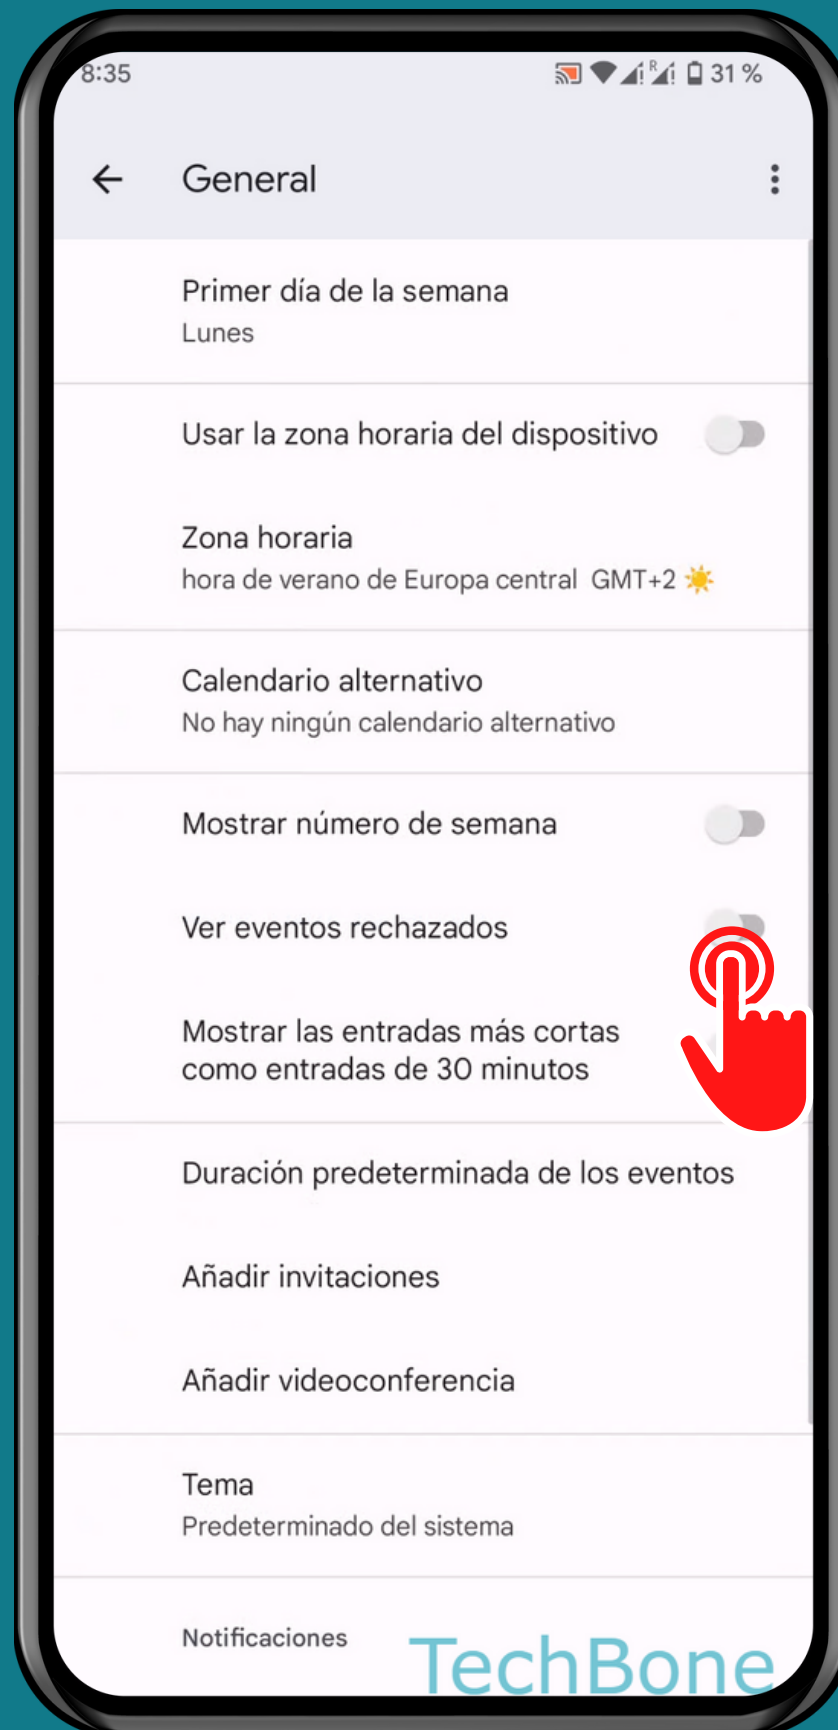 8:35 R 31 %
General
Primer día de la semana
Lunes
Usar la zona horaria del dispositivo
Zona horaria
hora de verano de Europa central GMT+2
Calendario alternativo
No hay ningún calendario alternativo
Mostrar número de semana
Ver eventos rechazados
Mostrar las entradas más cortas
como entradas de 30 minutos
Duración predeterminada de los eventos
Añadir invitaciones
Añadir videoconferencia
Tema
Predeterminado del sistema
Notificaciones
TechBone